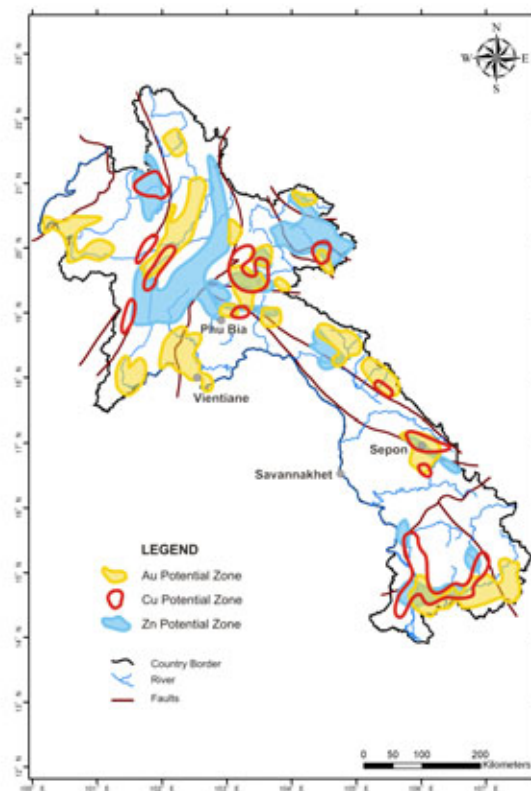 N
W E
S
Phu Bia
Vientiane
Sepon
Savannakhet
LEGEND
Au Potential Zone
Cu Potential Zone
Zn Potential Zone
Country Border
River
Faults
0 50 100 200
Kilometers